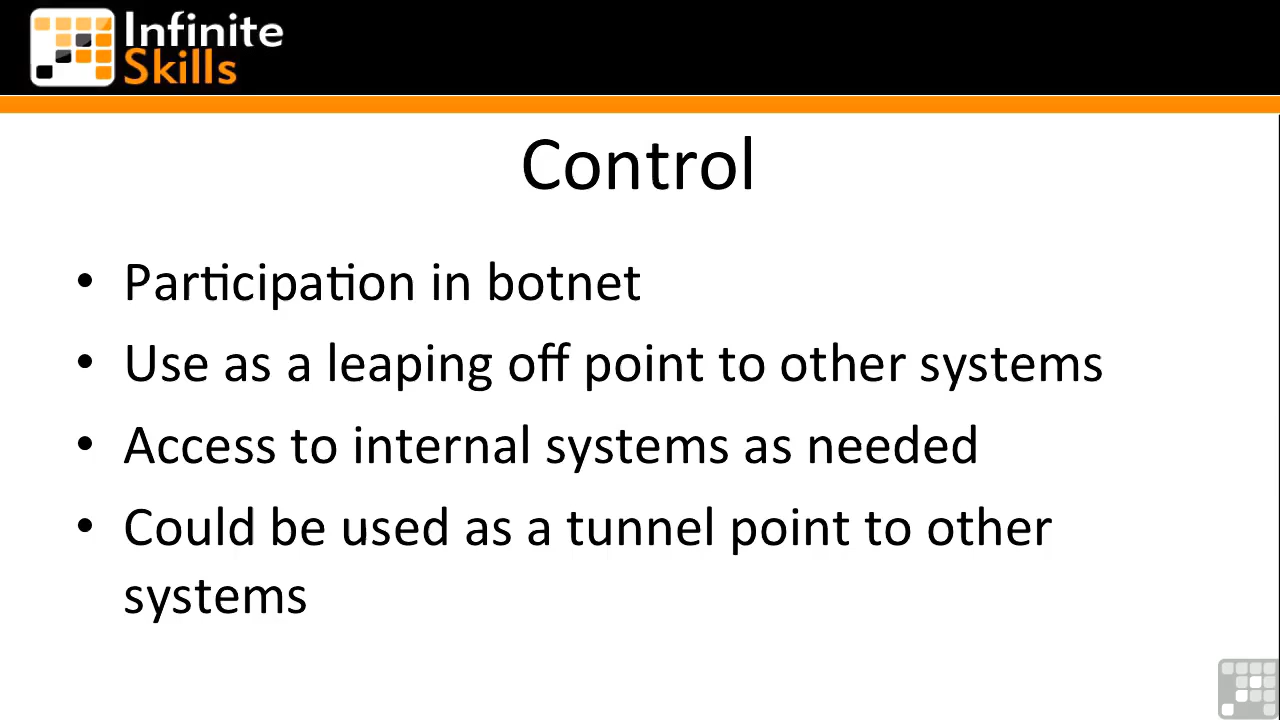 Infinite
Skills
Control
• Participation in botnet
• Use as a leaping off point to other systems
• Access to internal systems as needed
• Could be used as a tunnel point to other
systems